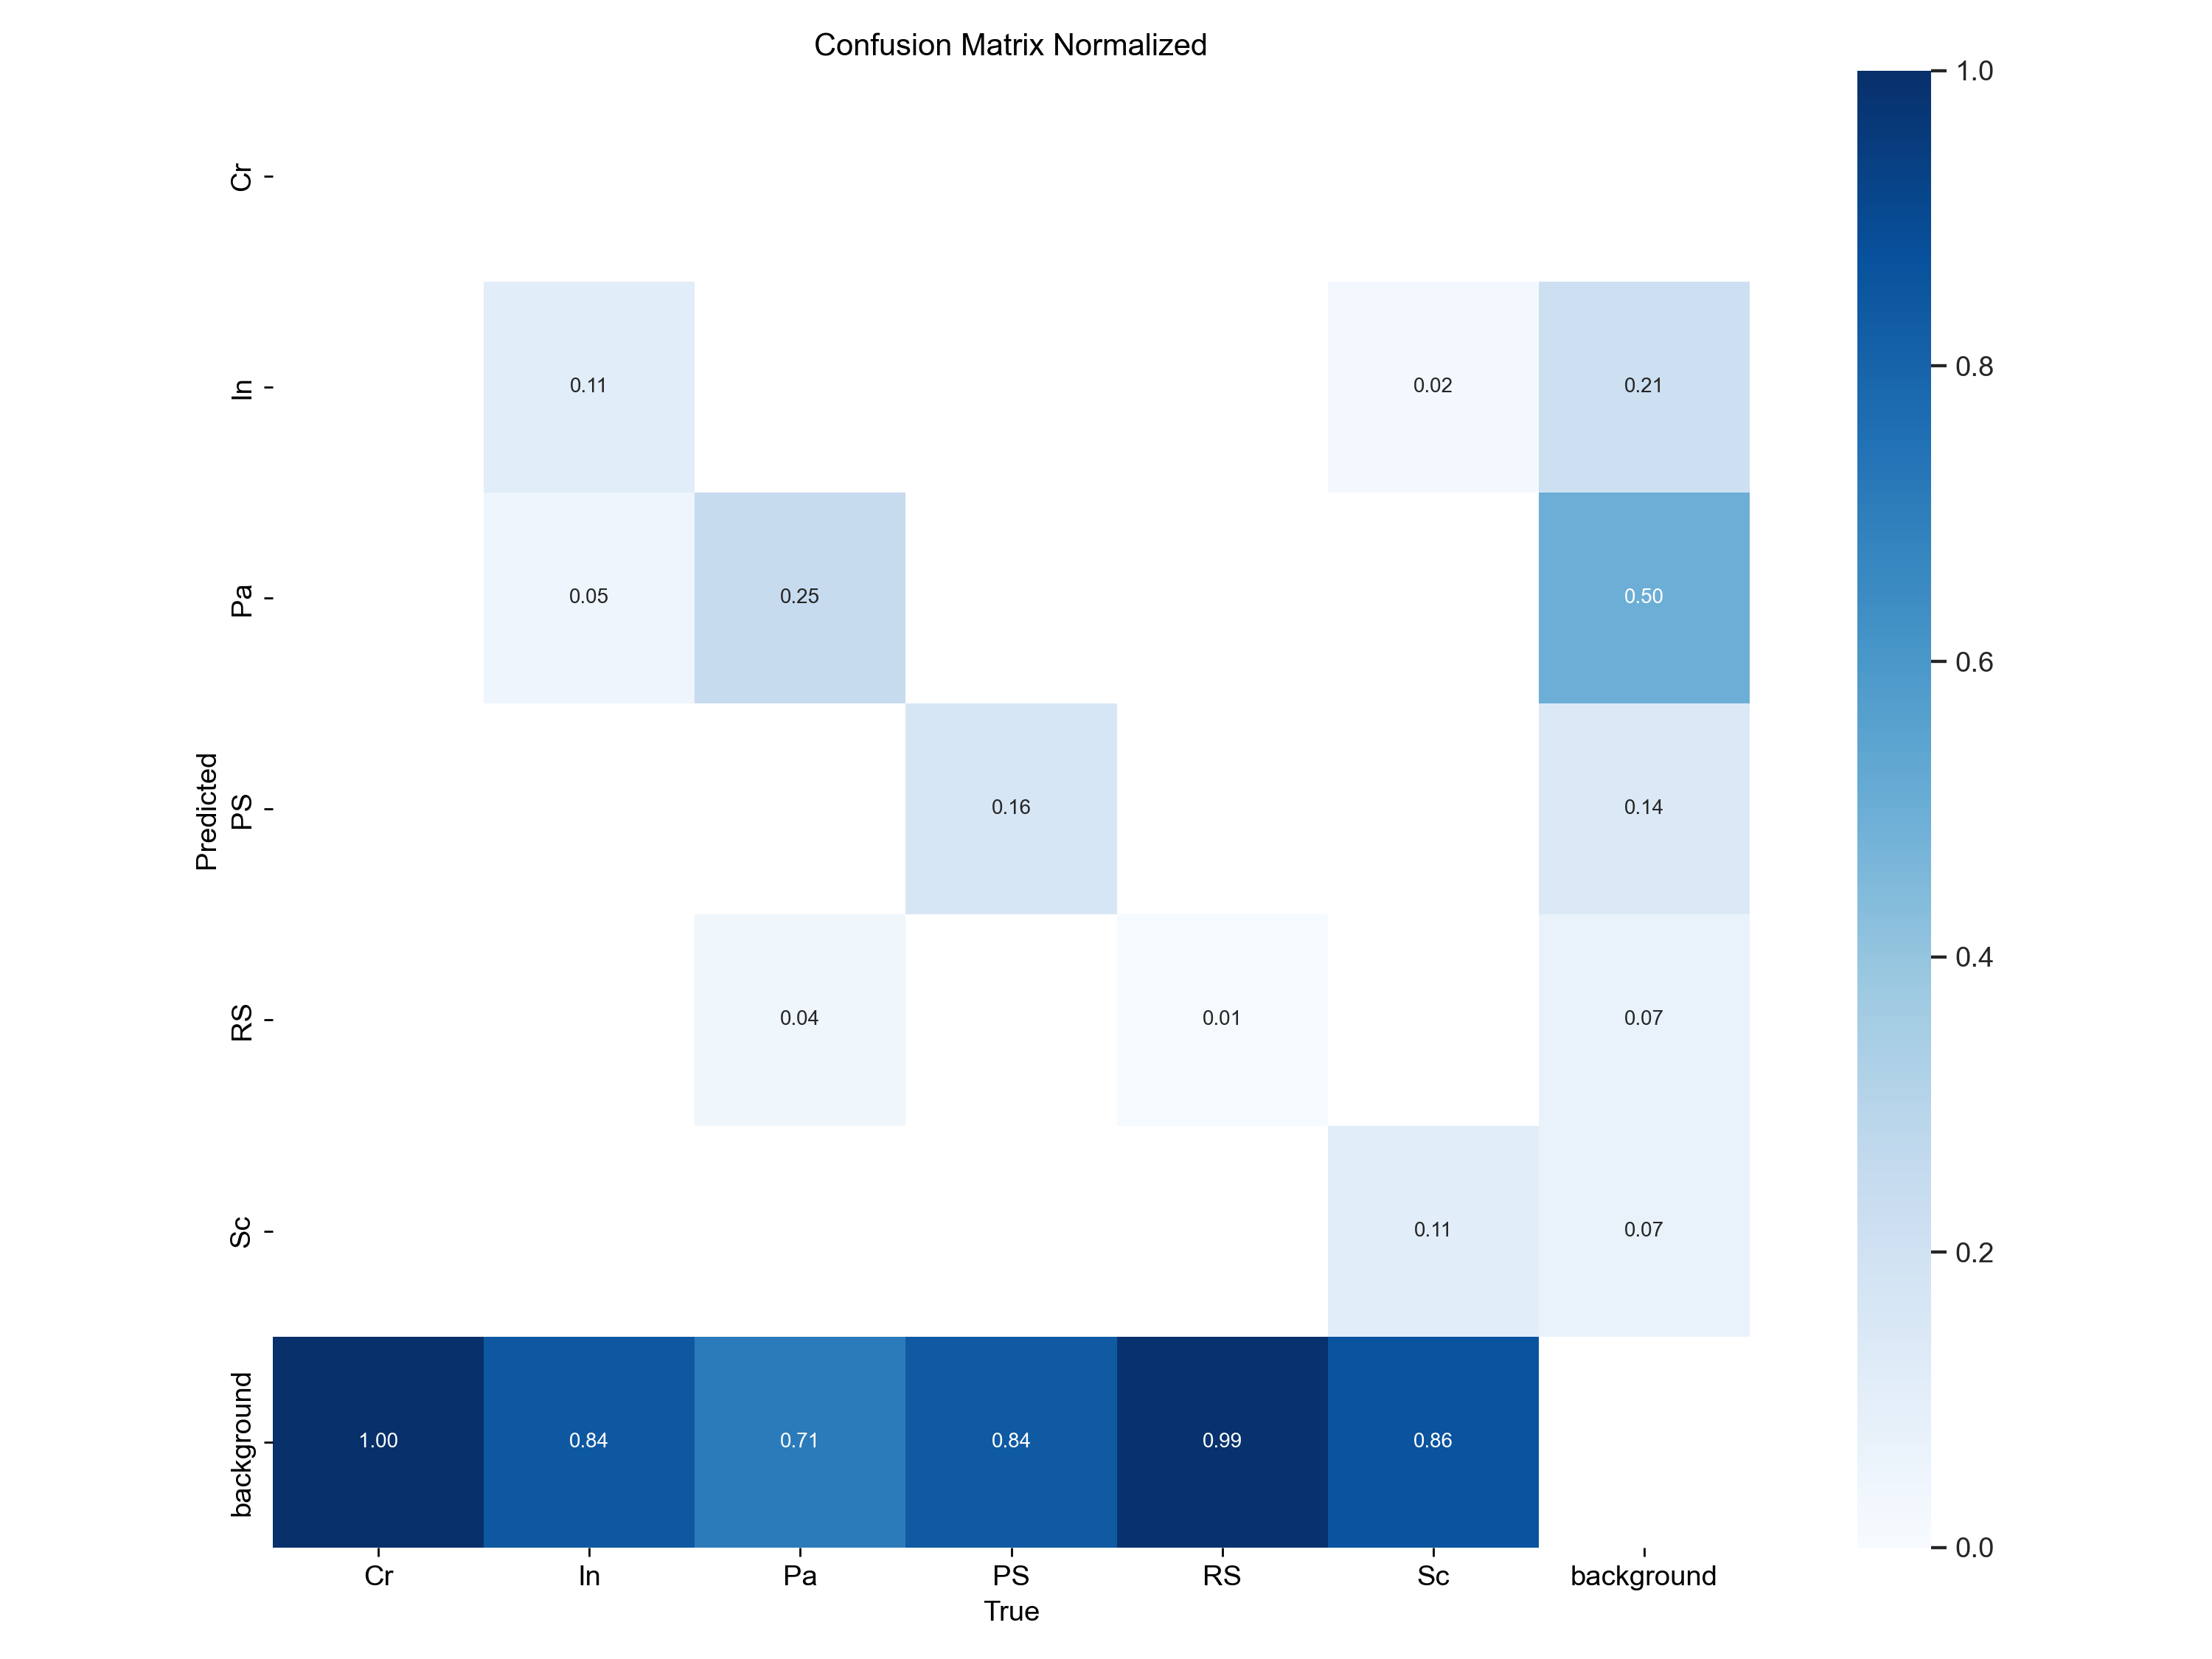 Confusion Matrix Normalized
Cr
In
0.11
0.02
0.21
Pa
0.05
0.25
0.50
PS
0.16
0.14
RS
0.04
0.01
0.07
Sc
0.11
0.07
background
1.00
0.84
0.71
0.84
0.99
0.86
Predicted
Cr
In
Pa
PS
RS
Sc
background
True
1.0
0.8
0.6
0.4
0.2
0.0